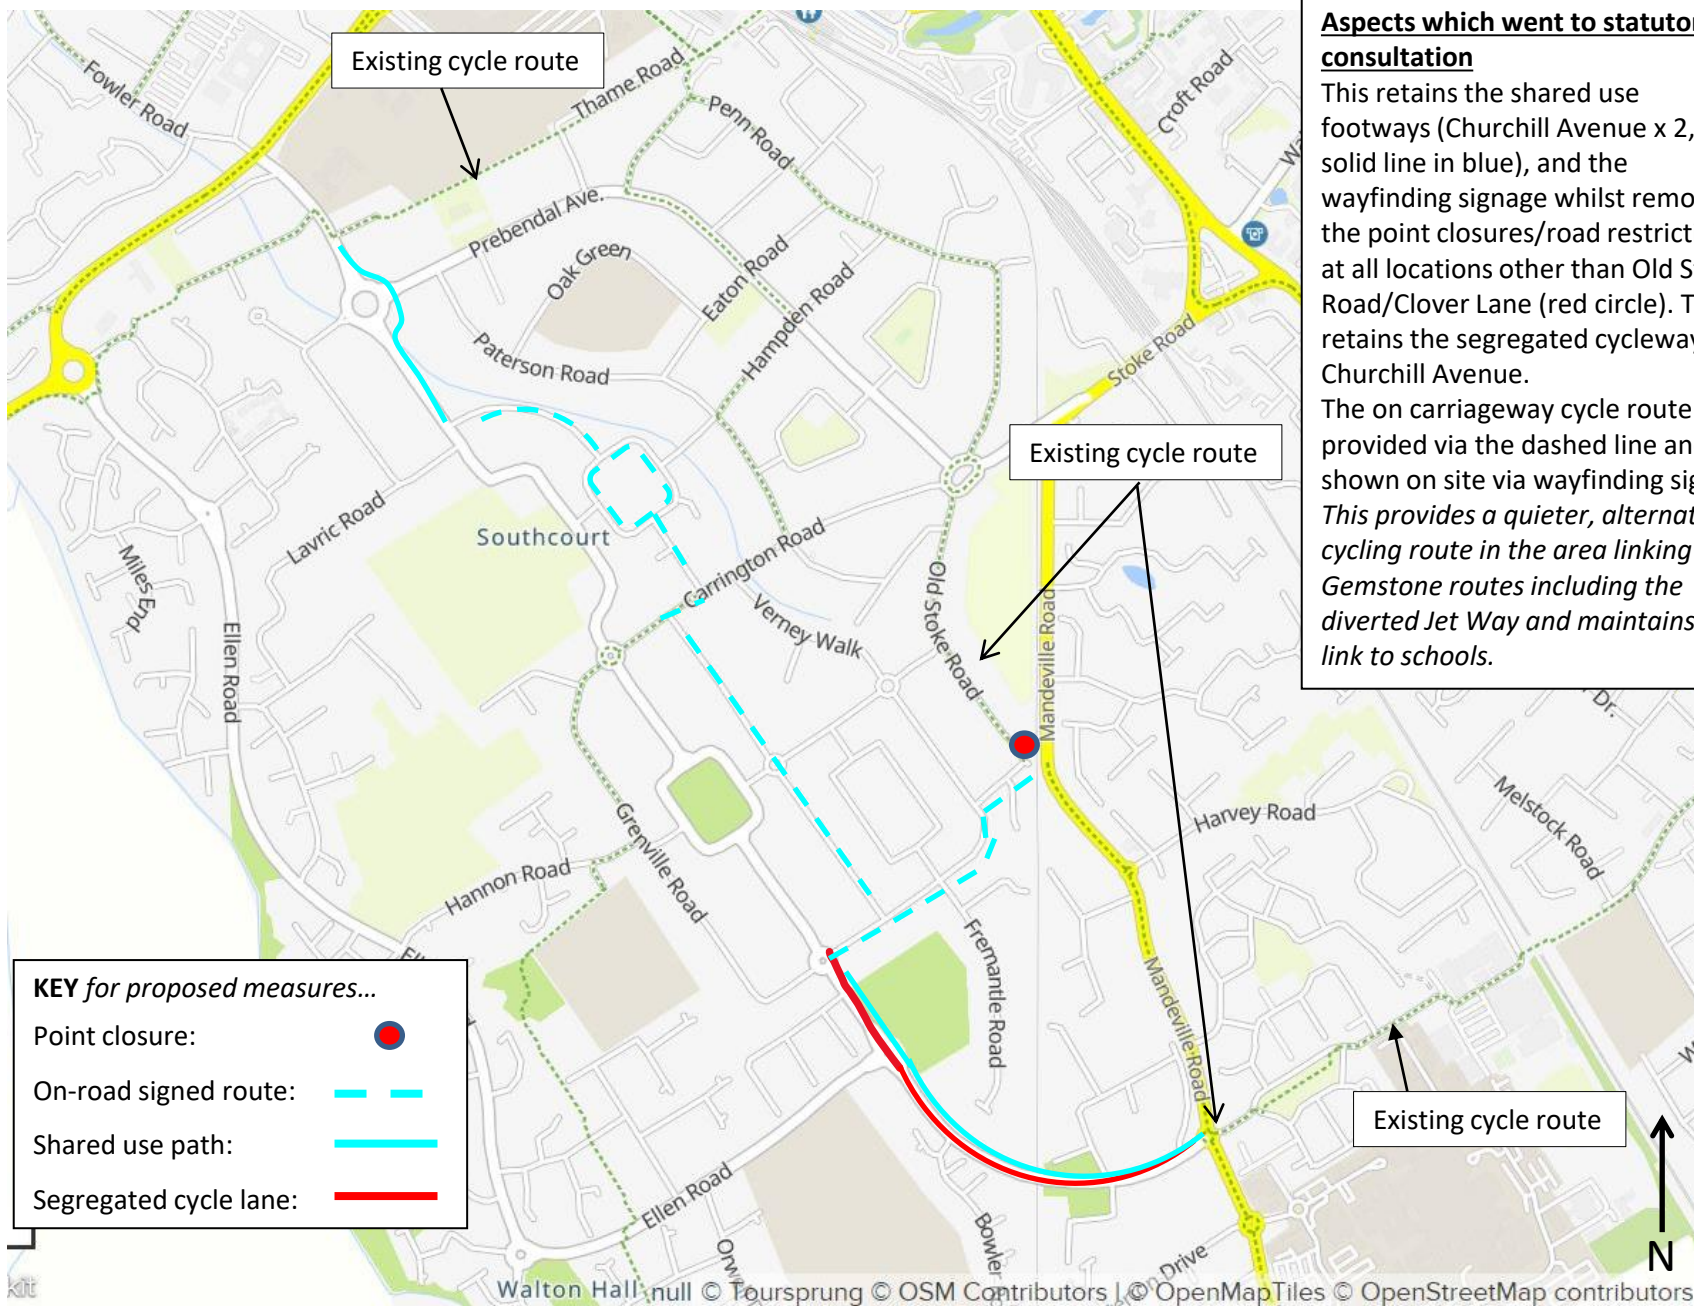 Aspects which went to
consultation
This retains the shared use
footways (Churchill Avenue x 2,
solid line in blue), and the
wayfinding signage whilst
the point closures/road
at all locations other than Old
Road/Clover Lane (red circle).
retains the segregated
Churchill Avenue.
The on carriageway cycle route
provided via the dashed line
shown on site via wayfinding
This provides a quieter,
cycling route in the area linking
Gemstone routes including the
diverted Jet Way and maintains
link to schools.
Existing cycle route
Existing cycle route
Existing cycle route
Fowler Road
Thame Road
Penn Road
Croft Road
Prebendal Ave.
Oak Green
Eaton Road
Hampden Road
Paterson Road
Stoke Road
Lavric Road
Southcourt
Carrington Road
Miles End
Verney Walk
Old Stoke Road
Mandeville Road
Ellen Road
Dr.
Harvey Road
Melstock Road
Grenville Road
Hannon Road
Fremantle Road
Mandeville Road
Ellen Road
Bowler
Drive
Walton Hall
KEY for proposed measures...
Point closure:
On-road signed route:
Shared use path:
Segregated cycle lane:
N
kit
null © Toursprung © OSM Contributors | © OpenMapTiles © OpenStreetMap contributors